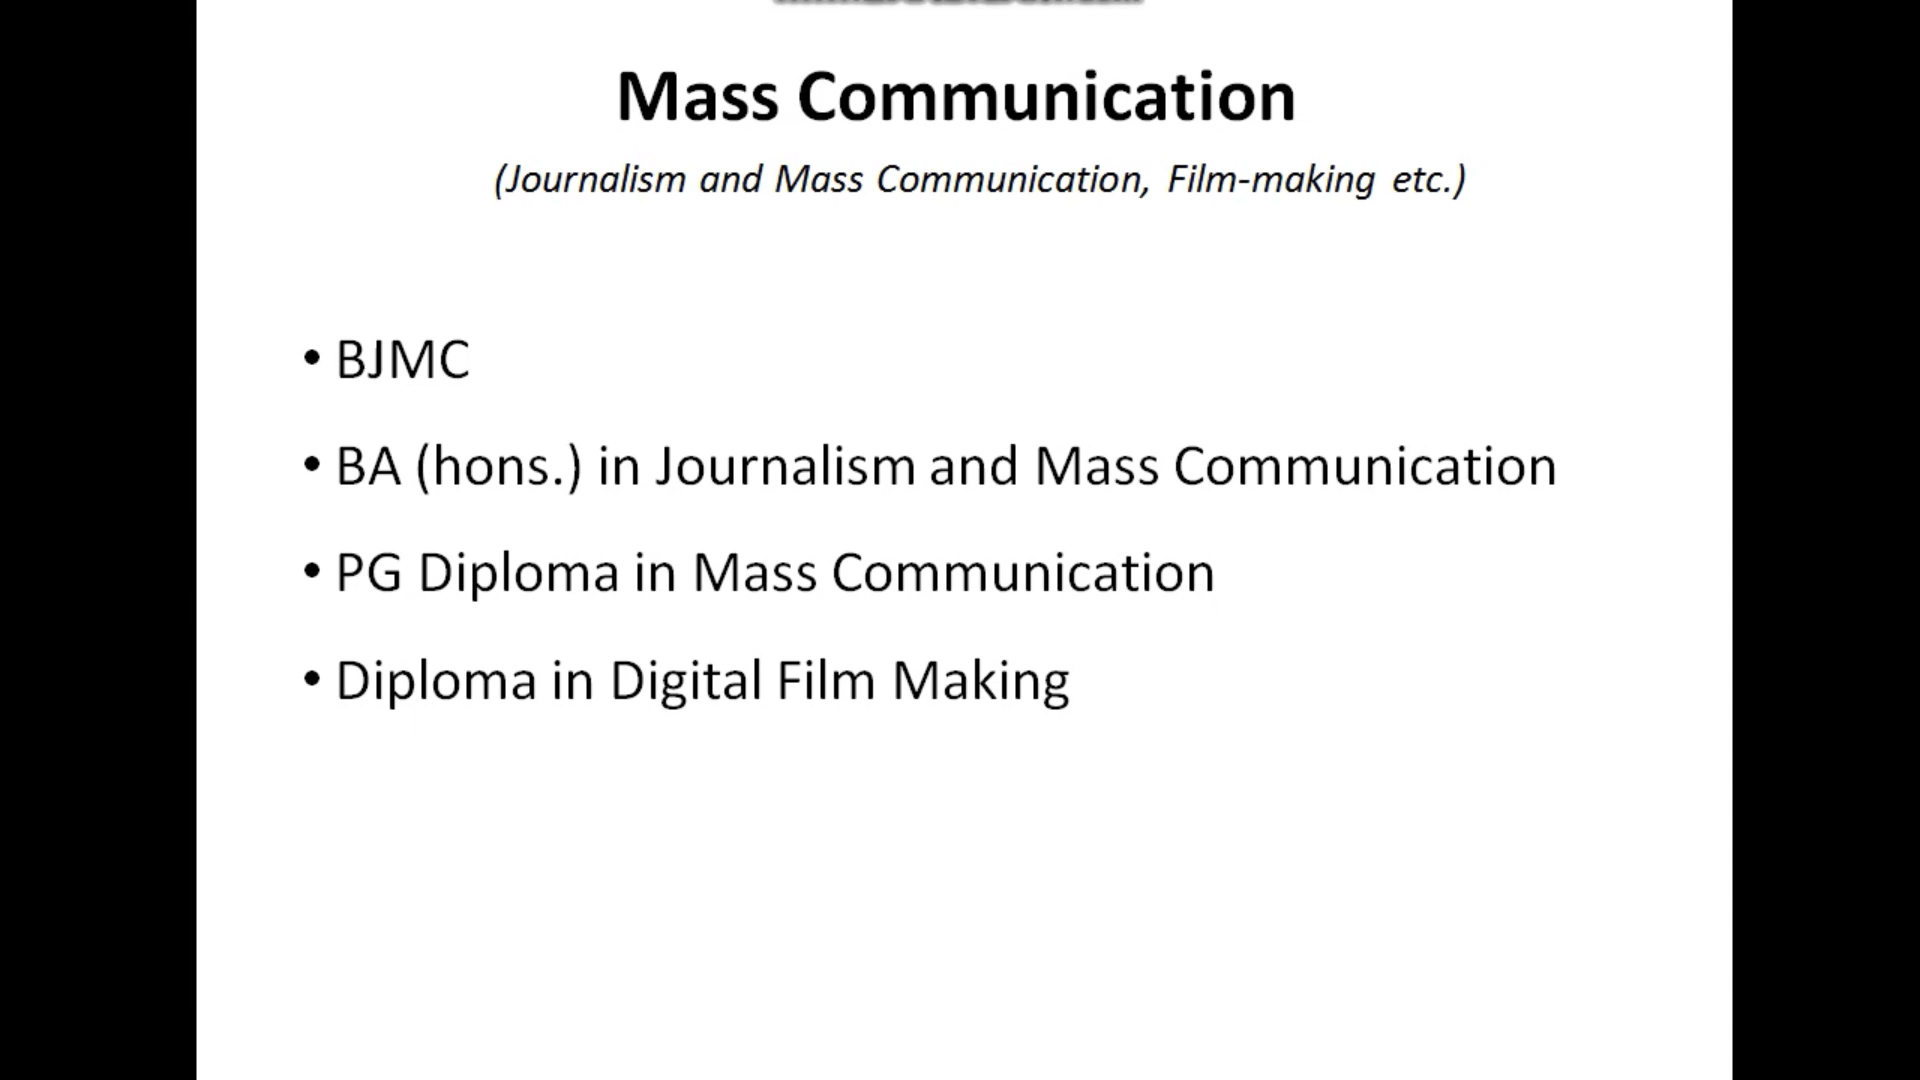 Mass Communication
(Journalism and Mass Communication, Film-making etc.)
• BJMC
• BA (hons.) in Journalism and Mass Communication
• PG Diploma in Mass Communication
• Diploma in Digital Film Making